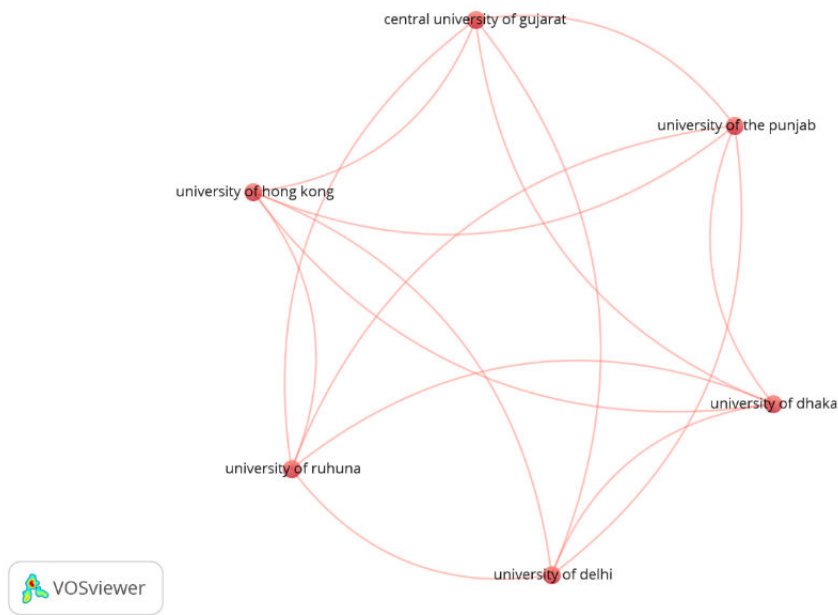 central university of gujarat
university of the punjab
university of hong kong
university of dhaka
university of ruhuna
university of delhi
VOSviewer